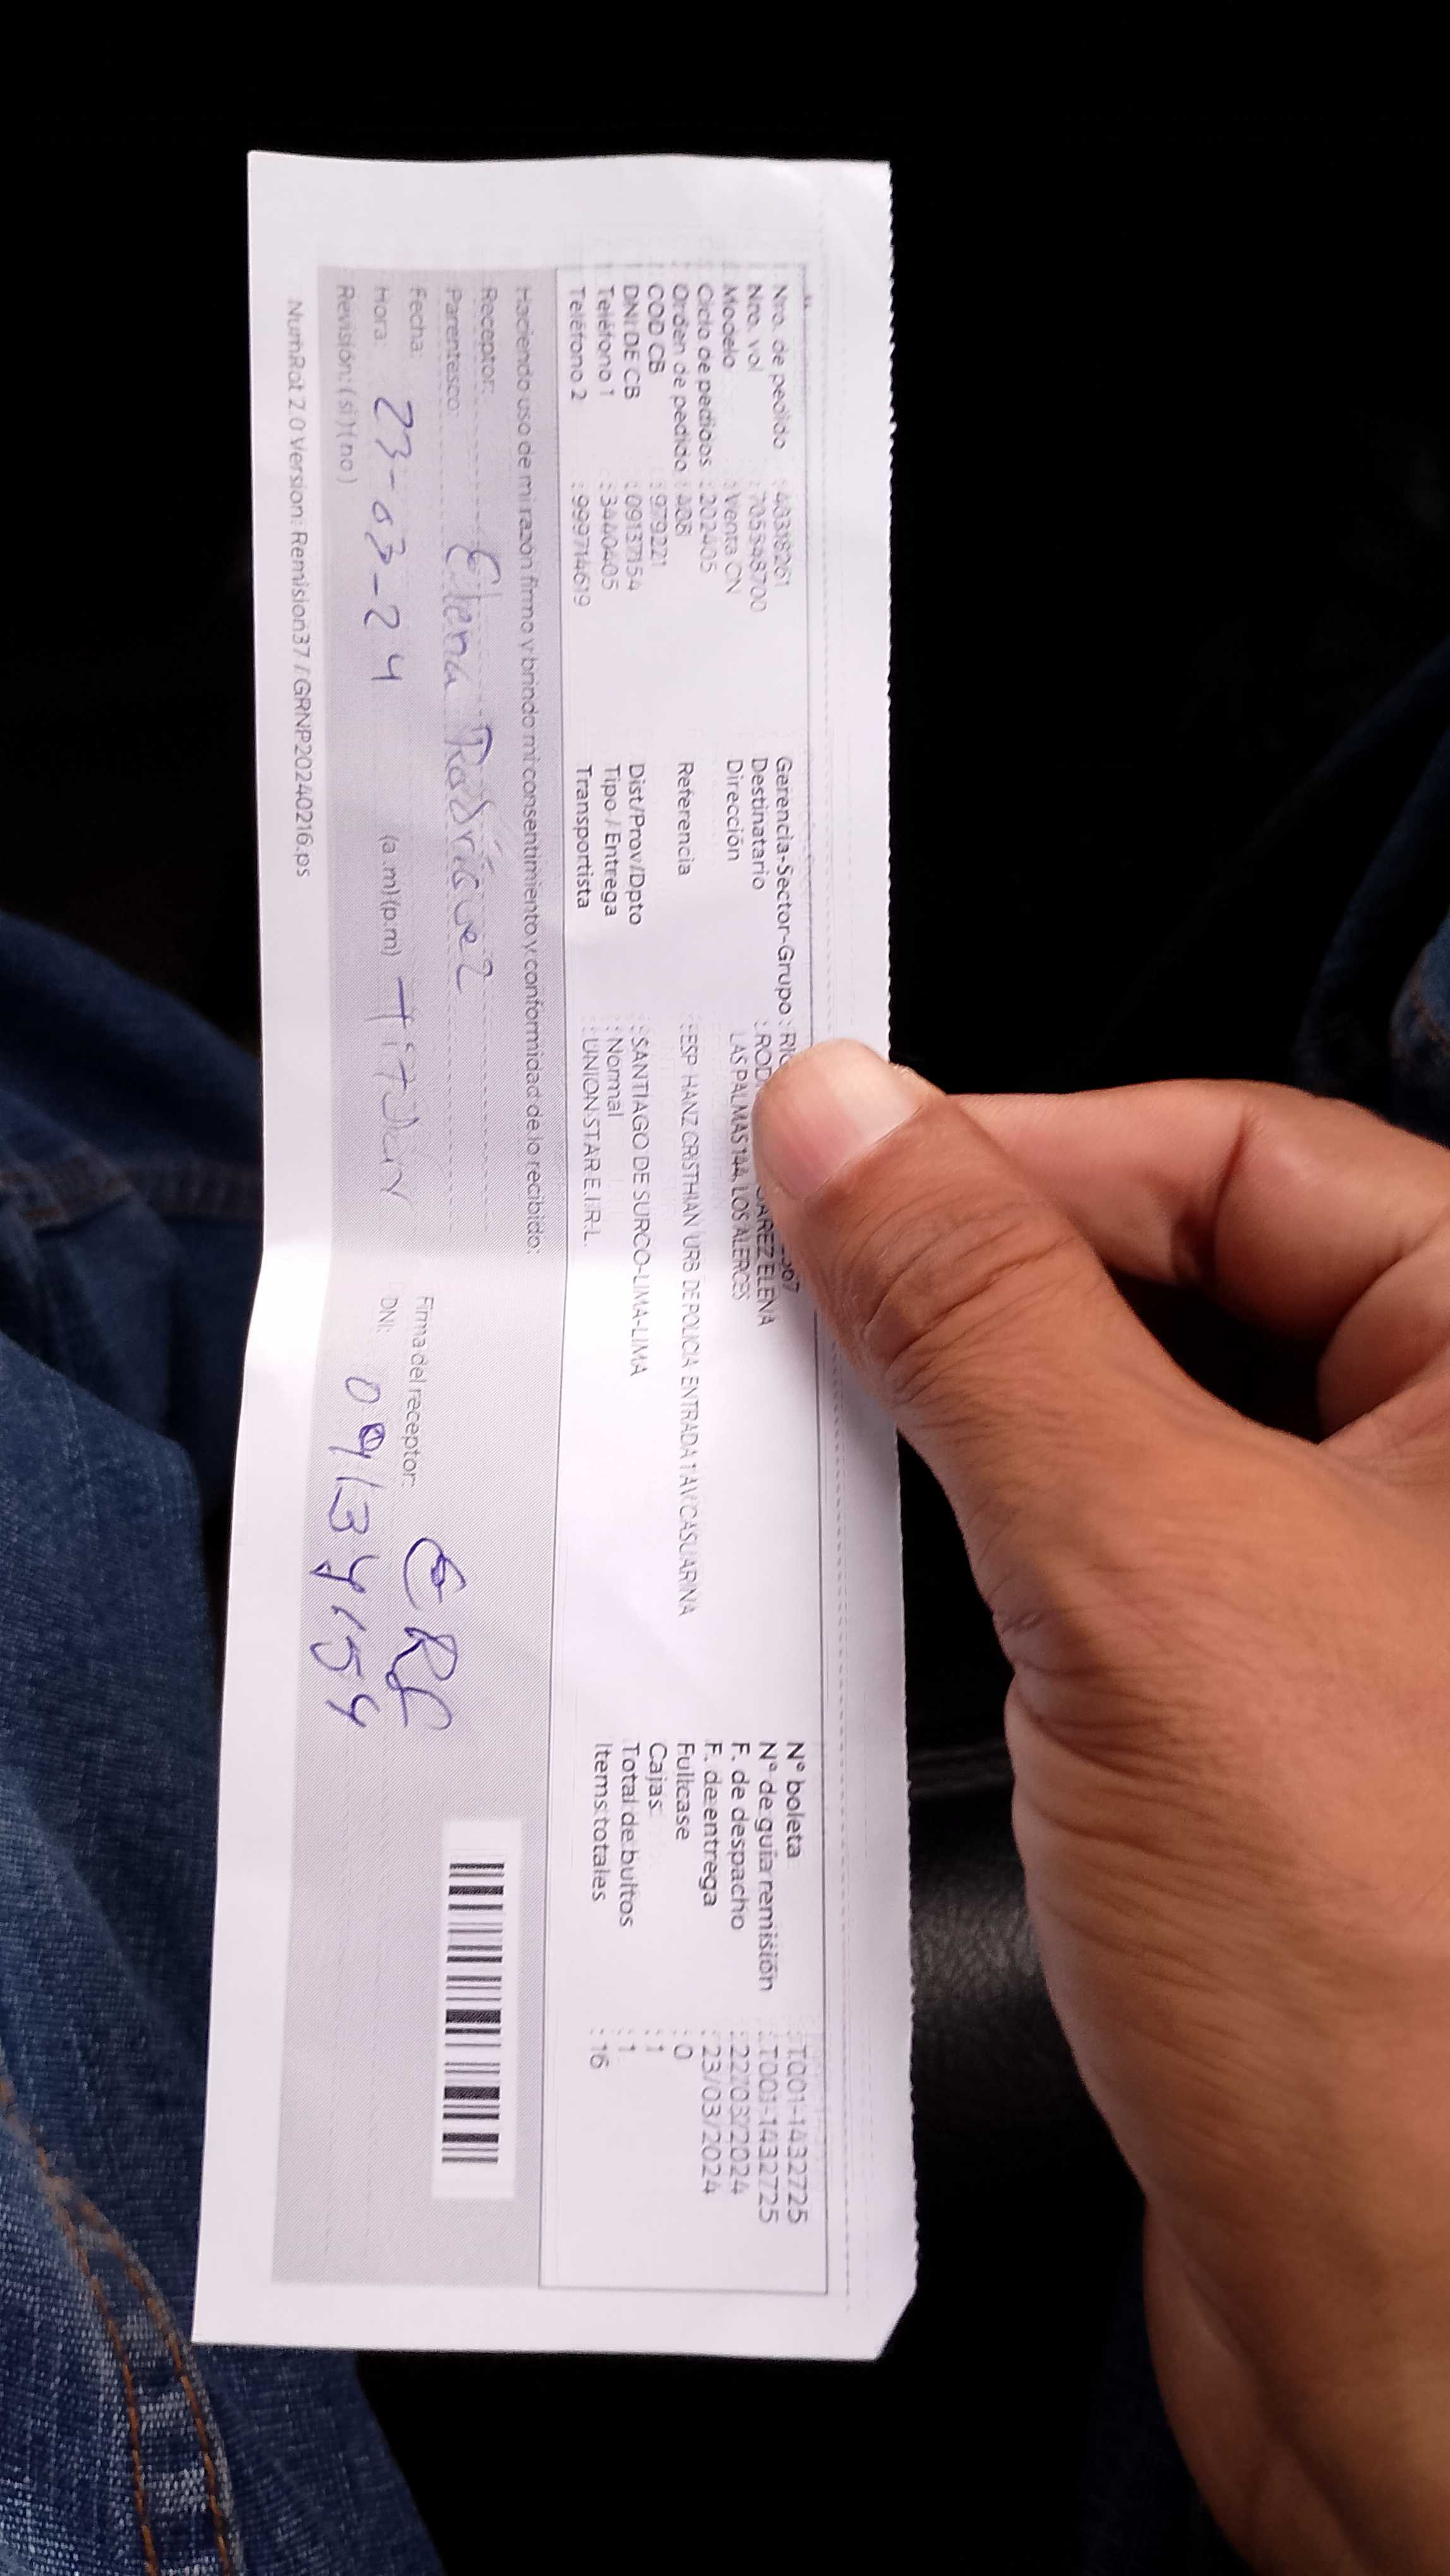 Nro. de pedido
Nro. vol : 705348700
Modelo : Venta CN
Ciclo de pedidos : 202405
Orden de pedido
COD CB : 979221
DNI DE CB : 09137154
Teléfono 1 : 3440405
Teléfono 2 : 999714619
Gerencia-Sector-Grupo :
Destinatario : ELENA
Dirección LAS PALMAS 144, LOS ALERCES
Referencia : ESP HANZ CRISTHIAN URB DE POLICIA ENTRADA 1 AV CASUARINA
Dist/Prov/Dpto : SANTIAGO DE SURCO-LIMA-LIMA
Tipo / Entrega : Normal
Transportista : UNION STAR E.I.R.L.
N° boleta : T001-1432725
N° de guia remisión : T001-1432725
F. de despacho : 22/03/2024
F. de entrega : 23/03/2024
Fullcase : 0
Cajas : 1
Total de bultos : 1
Items totales : 16
Haciendo uso de mi razón firmo y brindo mi consentimiento y conformidad de lo recibido:
Receptor: Elena Rodríguez
Parentesco:
Fecha: 23-03-24
Hora: (a.m)(p.m)
Revisión: (si)(no)
Firma del receptor:
DNI: 09137154
NumRot 2.0 Version: Remision37 / GRNP20240216.ps